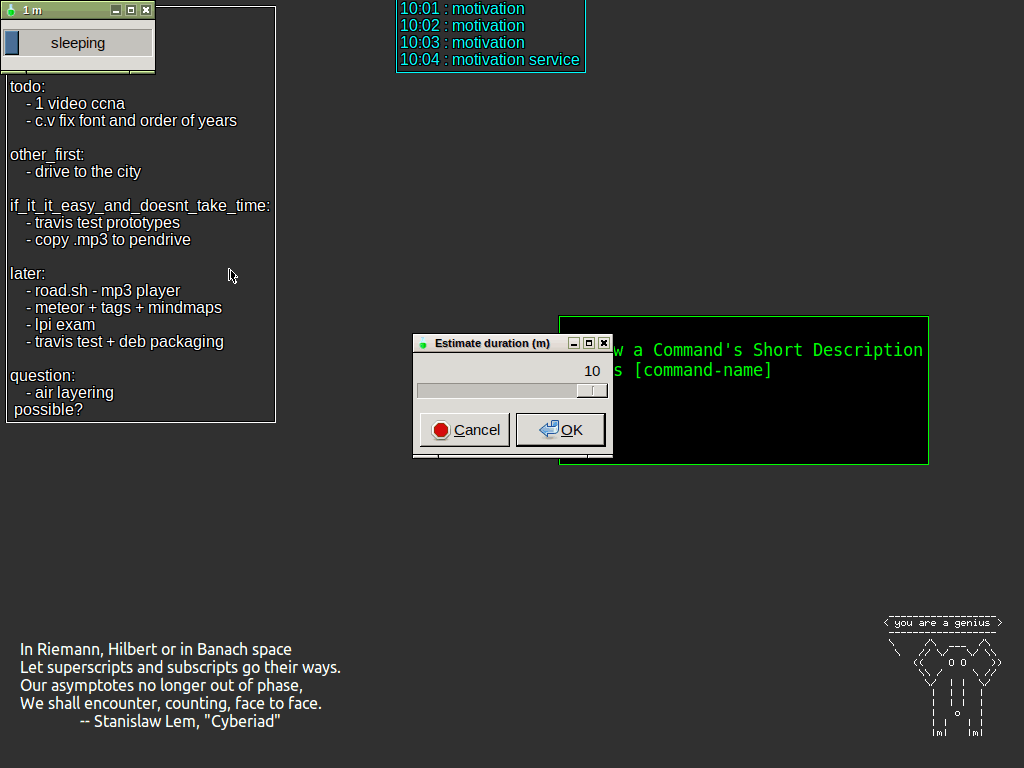 1 m
sleeping
todo:
- 1 video ccna
- c.v fix font and order of years
other_first:
- drive to the city
if_it_it_easy_and_doesnt_take_time:
- travis test prototypes
- copy .mp3 to pendrive
later:
- road.sh - mp3 player
- meteor + tags + mindmaps
- lpi exam
- travis test + deb packaging
question:
- air layering
possible?
10:01 : motivation
10:02 : motivation
10:03 : motivation
10:04 : motivation service
Estimate duration (m)
10
Cancel
OK
a Command's Short Description
[command-name]
In Riemann, Hilbert or in Banach space
Let superscripts and subscripts go their ways.
Our asymptotes no longer out of phase,
We shall encounter, counting, face to face.
-- Stanislaw Lem, "Cyberiad"
< you are a genius >